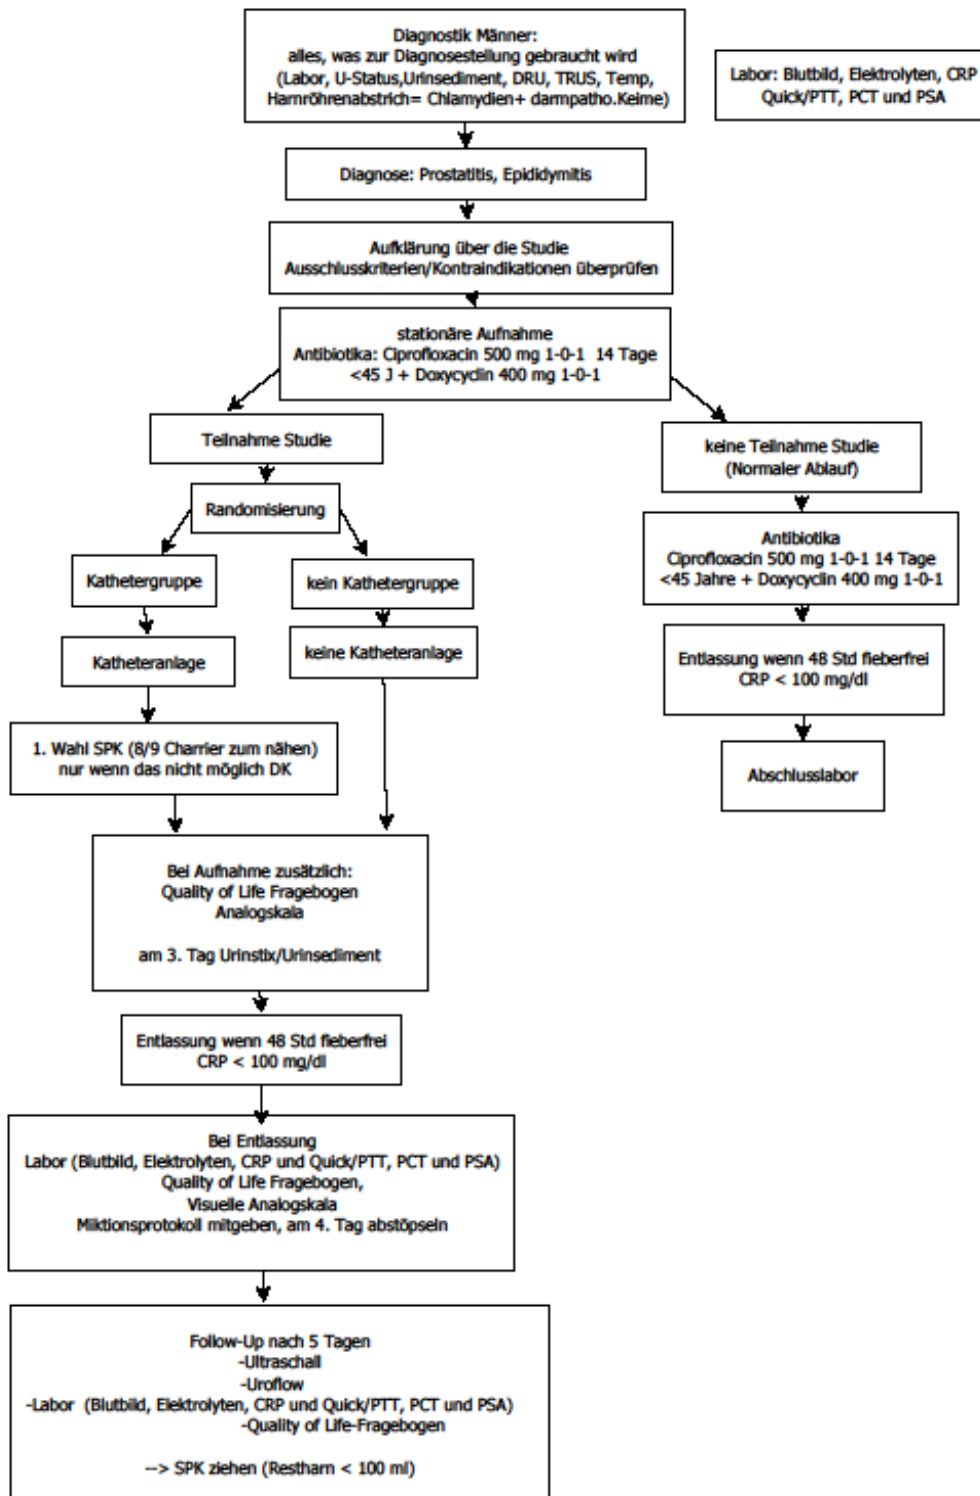 Diagnostik Männer:
alles, was zur Diagnosestellung gebraucht wird
(Labor, U-Status,Urinsediment, DRU, TRUS, Temp,
Harnröhrenabstrich= Chlamydien+ darmpatho.Keime)
Labor: Blutbild, Elektrolyten, CRP
Quick/PTT, PCT und PSA
Diagnose: Prostatitis, Epididymitis
Aufklärung über die Studie
Ausschlusskriterien/Kontraindikationen überprüfen
stationäre Aufnahme
Antibiotika: Ciprofloxacin 500 mg 1-0-1 14 Tage
<45 J + Doxycyclin 400 mg 1-0-1
Teilnahme Studie
keine Teilnahme Studie
(Normaler Ablauf)
Randomisierung
Antibiotika
Ciprofloxacin 500 mg 1-0-1 14 Tage
<45 Jahre + Doxycyclin 400 mg 1-0-1
Kathetergruppe
kein Kathetergruppe
Katheteranlage
keine Katheteranlage
Entlassung wenn 48 Std fieberfrei
CRP < 100 mg/dl
1. Wahl SPK (8/9 Charrier zum nähen)
nur wenn das nicht möglich DK
Abschlusslabor
Bei Aufnahme zusätzlich:
Quality of Life Fragebogen
Analogskala
am 3. Tag Urinstix/Urinsediment
Entlassung wenn 48 Std fieberfrei
CRP < 100 mg/dl
Bei Entlassung
Labor (Blutbild, Elektrolyten, CRP und Quick/PTT, PCT und PSA)
Quality of Life Fragebogen,
Visuelle Analogskala
Miktionsprotokoll mitgeben, am 4. Tag abstöpseln
Follow-Up nach 5 Tagen
-Ultraschall
-Uroflow
-Labor (Blutbild, Elektrolyten, CRP und Quick/PTT, PCT und PSA)
-Quality of Life-Fragebogen
--> SPK ziehen (Restharn < 100 ml)